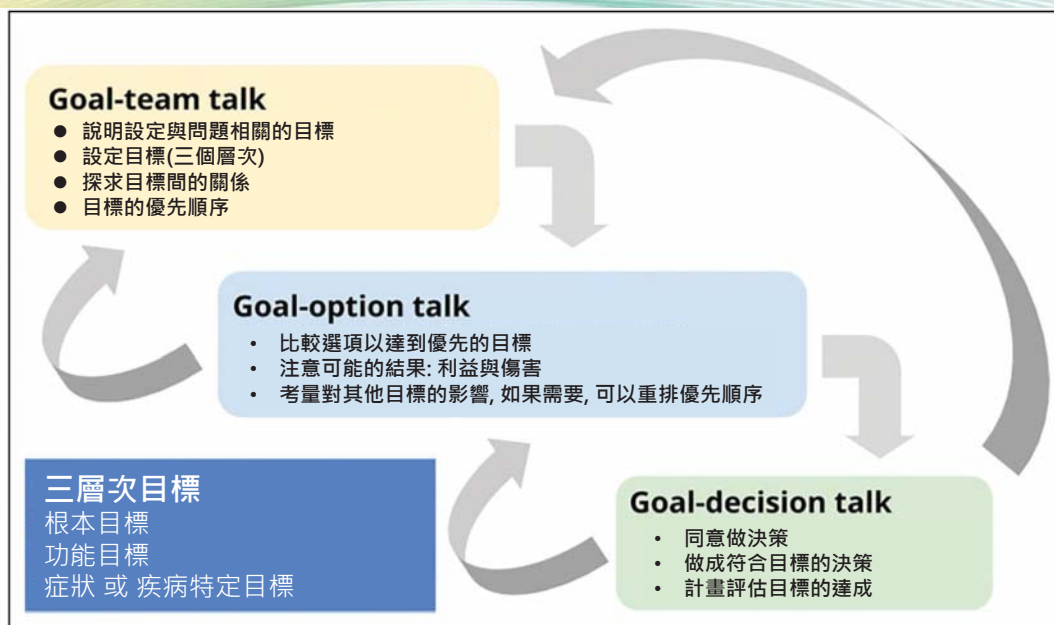 Goal-team talk
● 說明設定與問題相關的目標
● 設定目標(三個層次)
● 探求目標間的關係
● 目標的優先順序
Goal-option talk
• 比較選項以達到優先的目標
• 注意可能的結果: 利益與傷害
• 考量對其他目標的影響, 如果需要, 可以重排優先順序
三層次目標
根本目標
功能目標
症狀 或 疾病特定目標
Goal-decision talk
• 同意做決策
• 做成符合目標的決策
• 計畫評估目標的達成